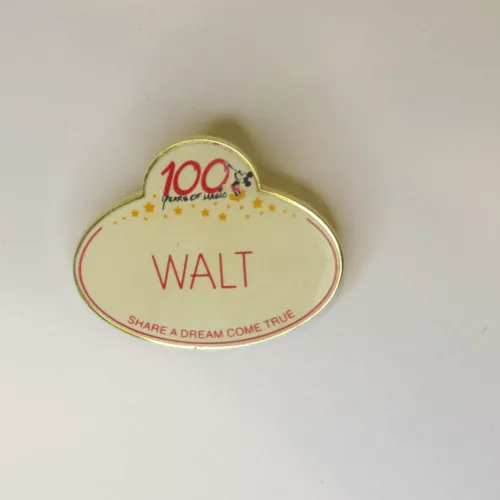 100
YEARS OF MAGIC
WALT
SHARE A DREAM COME TRUE